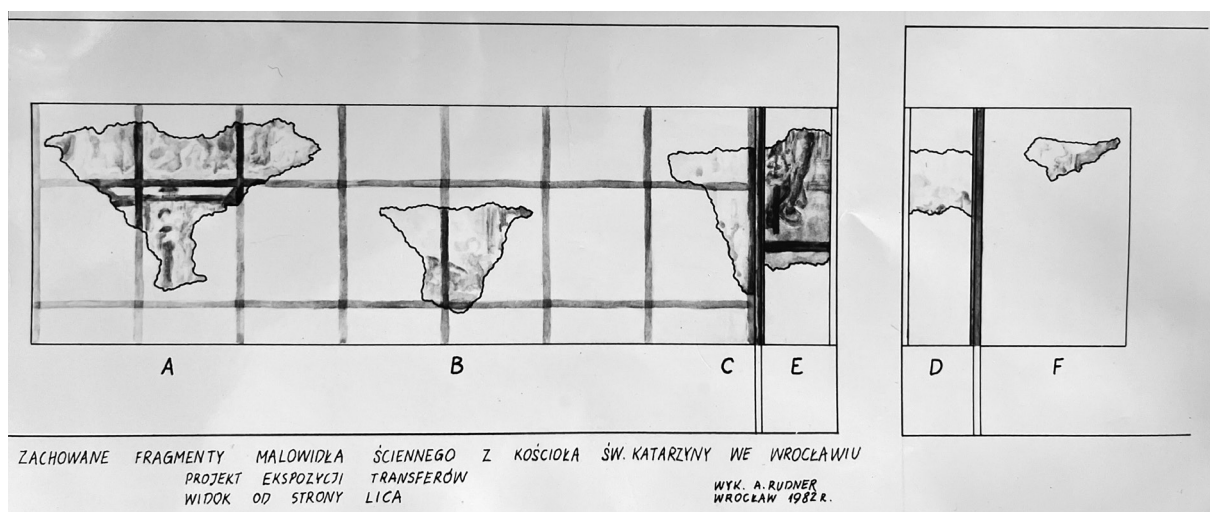 A B C E D F
ZACHOWANE FRAGMENTY MALOWIDŁA ŚCIENNEGO Z KOŚCIOŁA ŚW. KATARZYNY WE WROCŁAWIU
PROJEKT EKSPOZYCJI TRANSFERÓW
WIDOK OD STRONY LICA
WYK. A. RUDNER
WROCŁAW 1982 R.